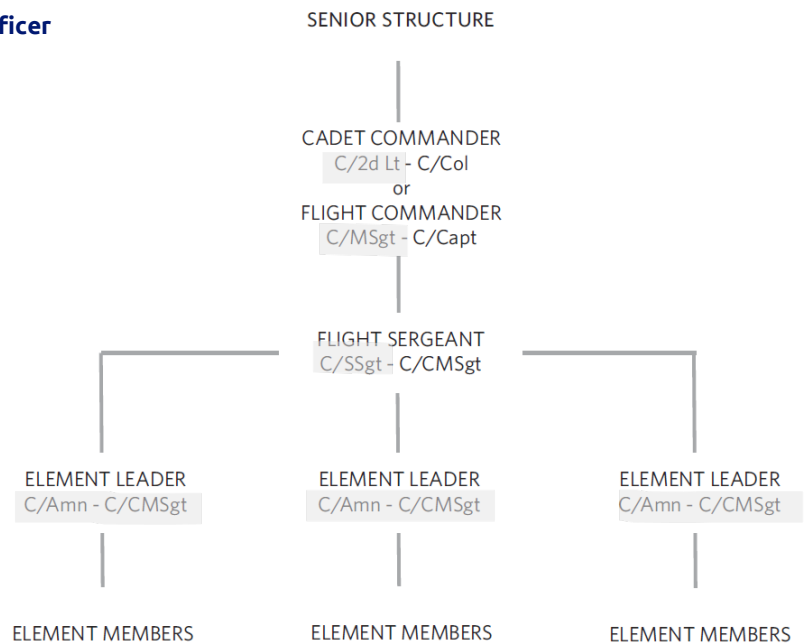 ficer
SENIOR STRUCTURE
CADET COMMANDER
C/2d Lt - C/Col
or
FLIGHT COMMANDER
C/MSgt - C/Capt
FLIGHT SERGEANT
C/SSgt - C/CMSgt
ELEMENT LEADER
C/Amn - C/CMSgt
ELEMENT LEADER
C/Amn - C/CMSgt
ELEMENT LEADER
C/Amn - C/CMSgt
ELEMENT MEMBERS
ELEMENT MEMBERS
ELEMENT MEMBERS